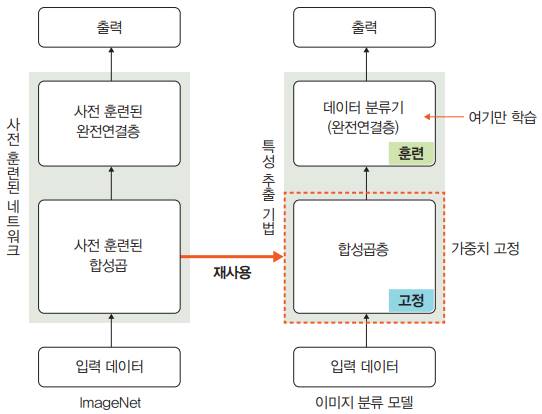 출력
사전 훈련된
완전연결층
사전 훈련된 네트워크
사전 훈련된
합성곱
입력 데이터
ImageNet
재사용
출력
데이터 분류기
(완전연결층)
훈련
여기만 학습
특성 추출 기법
합성곱층
고정
가중치 고정
입력 데이터
이미지 분류 모델